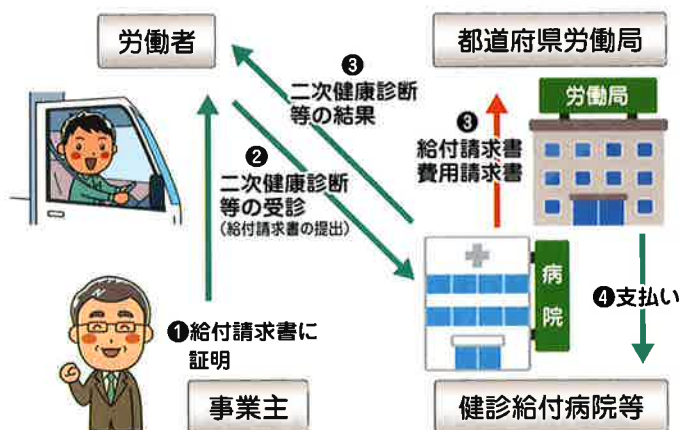 労働者
都道府県労働局
❸
二次健康診断
等の結果
労働局
❸
給付請求書
費用請求書
❷
二次健康診断
等の受診
(給付請求書の提出)
病院
❹支払い
❶給付請求書に
証明
事業主
健診給付病院等